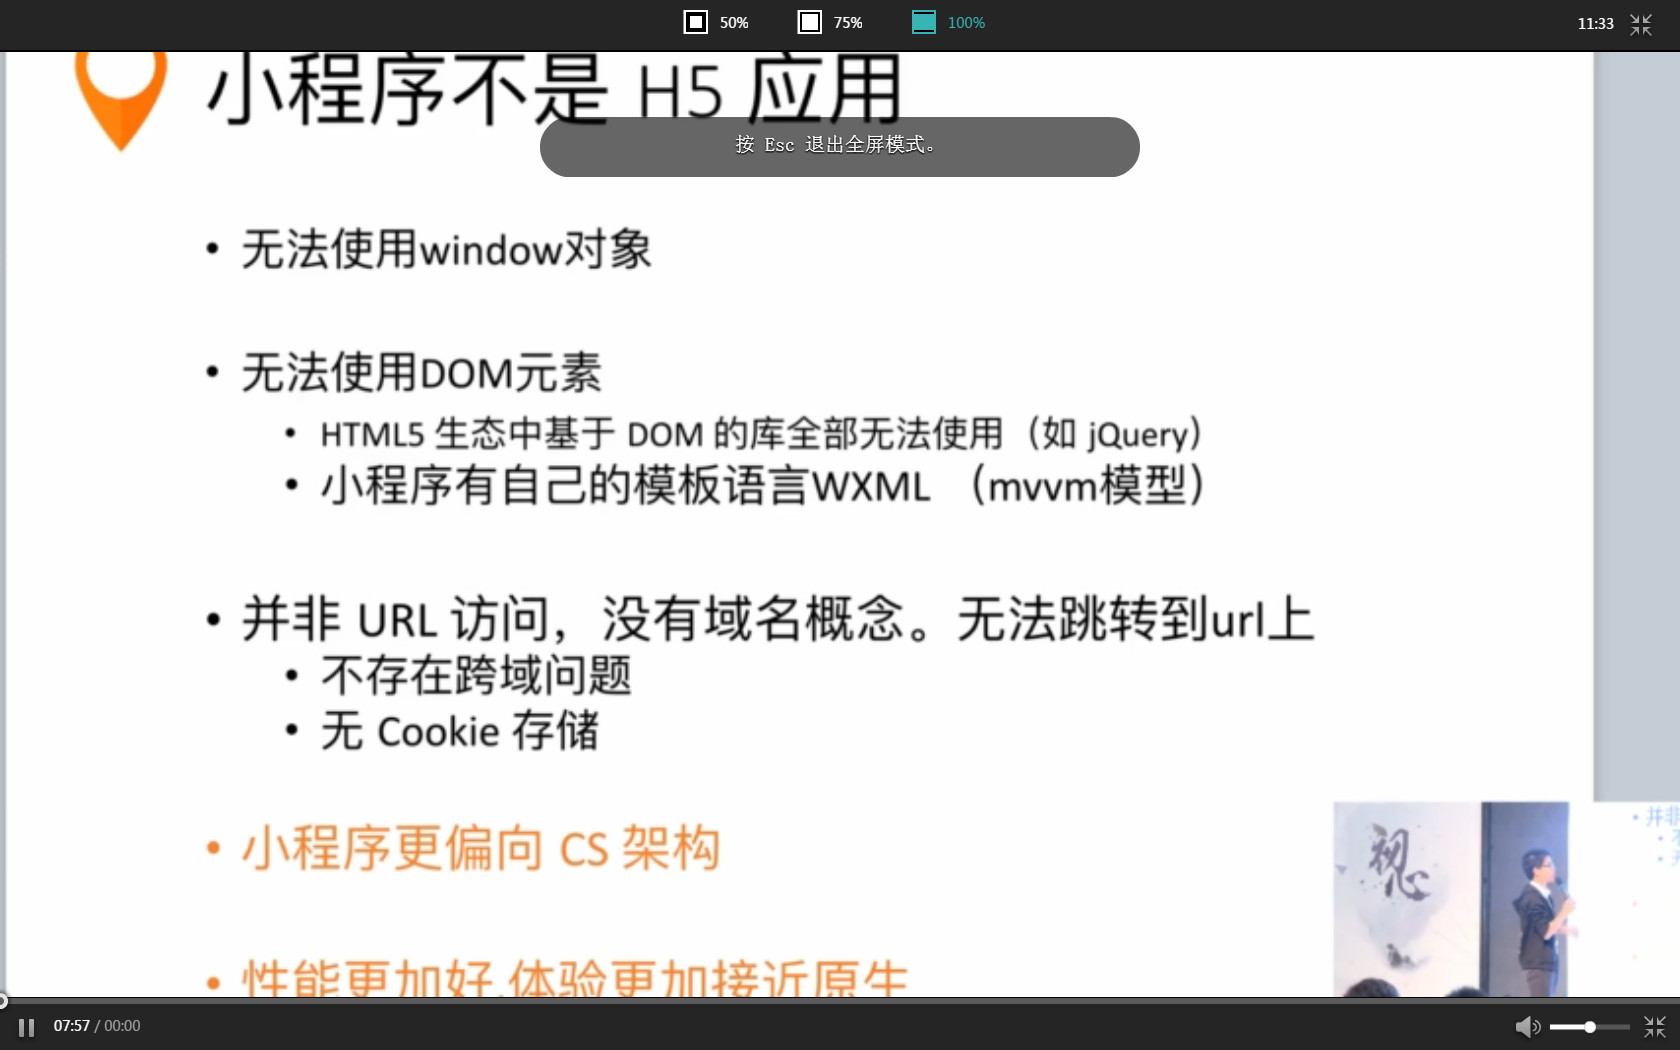 50%
75%
100%
11:33
小程序不是 H5 应用
按 Esc 退出全屏模式。
• 无法使用window对象
• 无法使用DOM元素
• HTML5 生态中基于 DOM 的库全部无法使用（如 jQuery）
• 小程序有自己的模板语言WXML （mvvm模型）
• 并非 URL 访问，没有域名概念。无法跳转到url上
• 不存在跨域问题
• 无 Cookie 存储
• 小程序更偏向 CS 架构
• 性能更加好,体验更加接近原生
视心
• 并非
07:57 / 00:00